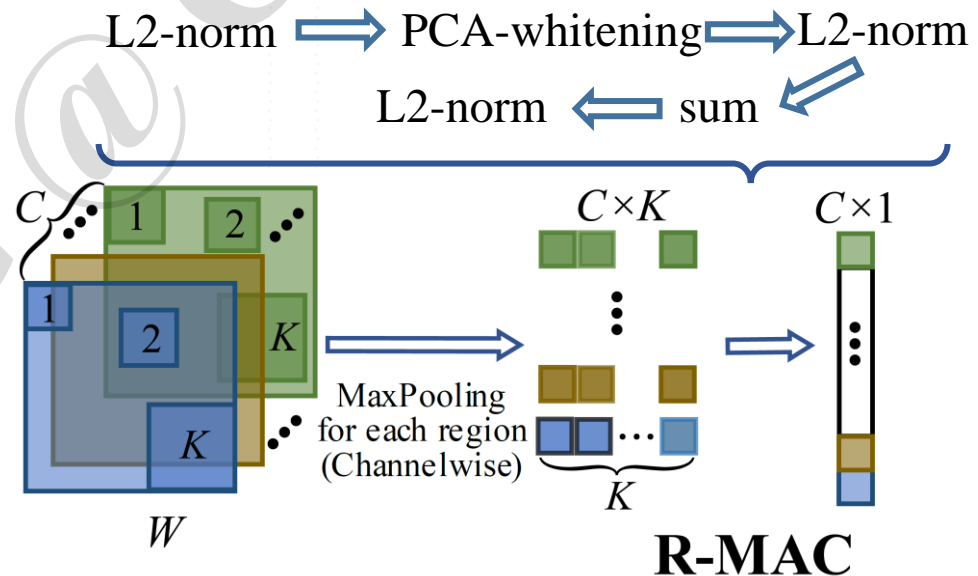 L2-norm PCA-whitening L2-norm
L2-norm sum
C 1 2 K
1 2 K
W
MaxPooling
for each region
(Channelwise)
C×K
K
C×1
R-MAC